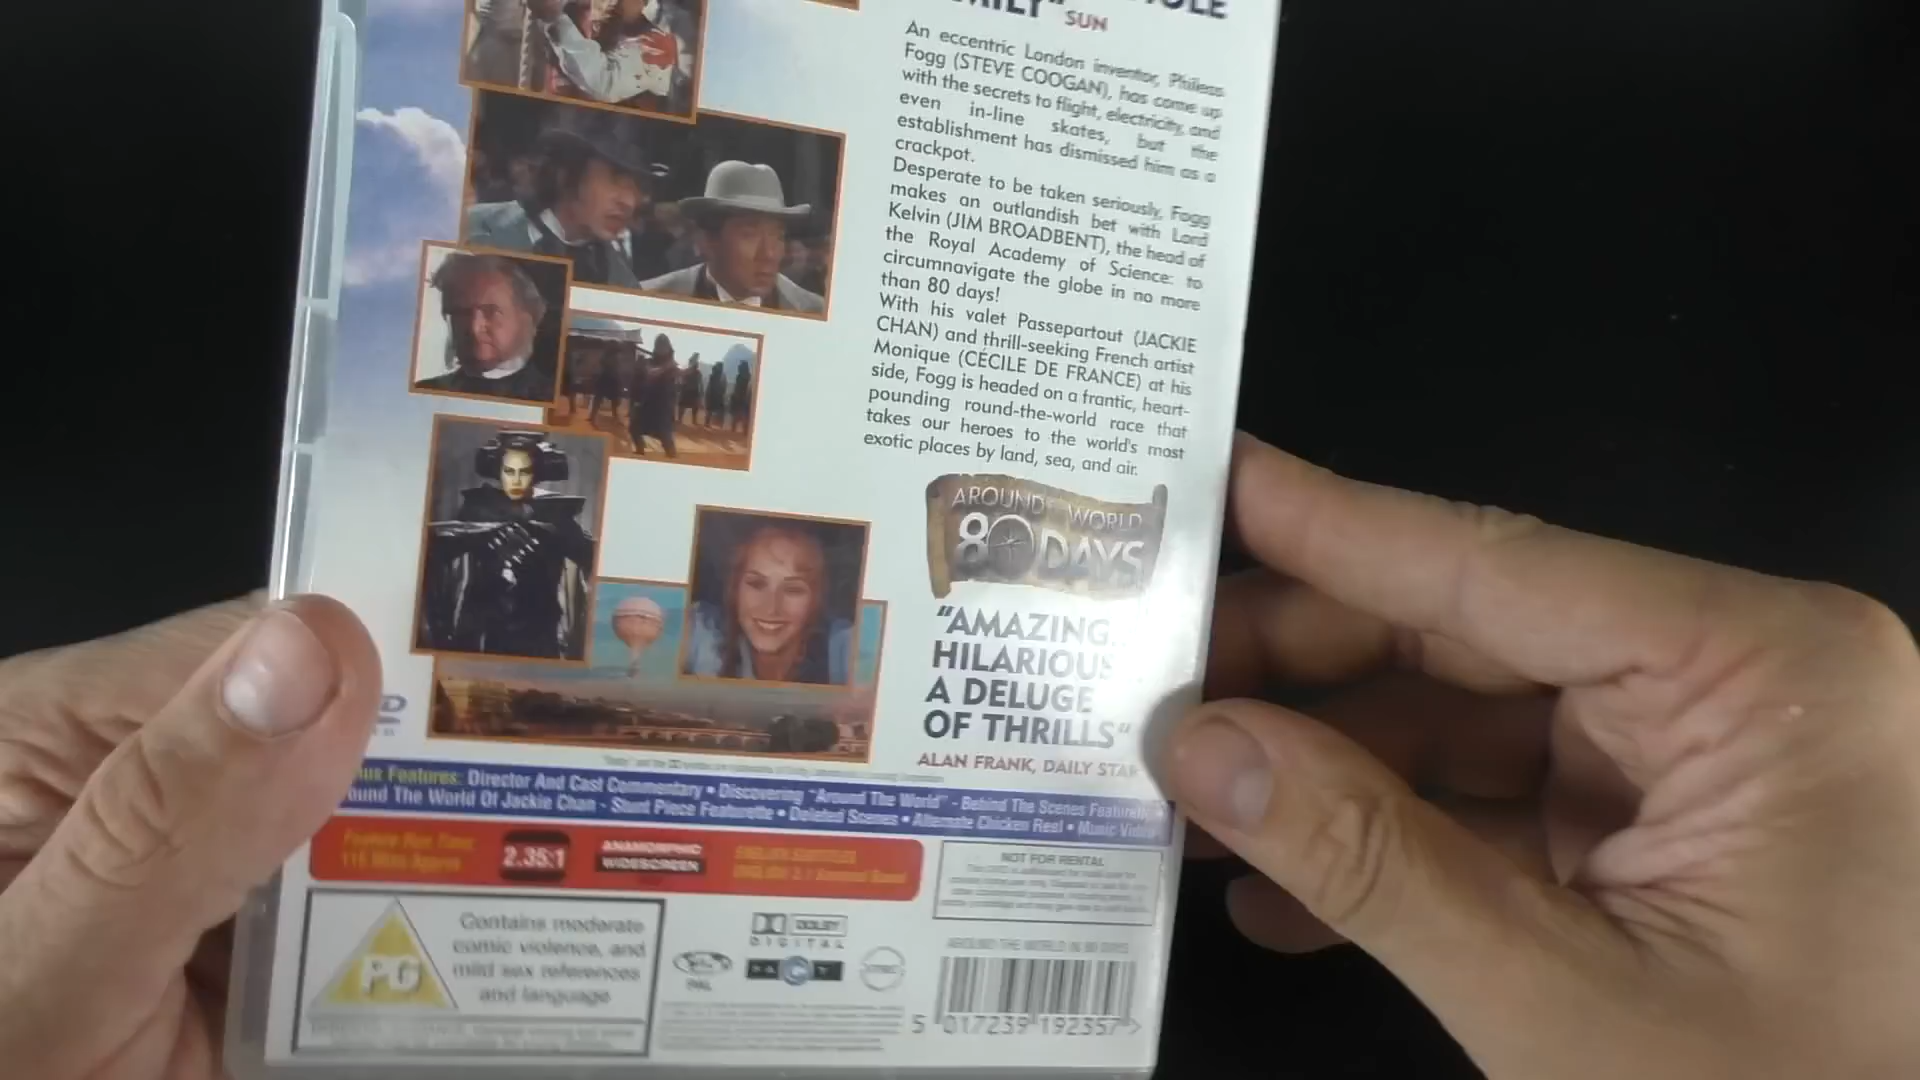 SUN
An eccentric London inventor, Phileas
Fogg (STEVE COOGAN), has come up
with the secrets to flight, electricity, and
even in-line skates, but the
establishment has dismissed him as a
crackpot.
Desperate to be taken seriously, Fogg
makes an outlandish bet with Lord
Kelvin (JIM BROADBENT), the head of
the Royal Academy of Science: to
circumnavigate the globe in no more
than 80 days!
With his valet Passepartout (JACKIE
CHAN) and thrill-seeking French artist
Monique (CÉCILE DE FRANCE) at his
side, Fogg is headed on a frantic, heart-
pounding round-the-world race that
takes our heroes to the world's most
exotic places by land, sea, and air.
AROUND WORLD
80 DAYS
"AMAZING..
HILARIOUS
A DELUGE
OF THRILLS"
ALAN FRANK, DAILY STAR
Features: Director And Cast Commentary • Discovering "Around The World" - Behind The Scenes Featurette
The World Of Jackie Chan - Stunt Piece Featurette • Deleted Scenes • Alternate Chicken Reel • Music Video
2.35:1
ANAMORPHIC
WIDESCREEN
NOT FOR RENTAL
PG
Contains moderate
comic violence, and
mild sex references
and language
DOLBY
DIGITAL
PAL
AROUND THE WORLD IN 80 DAYS
5 017239 192357 >